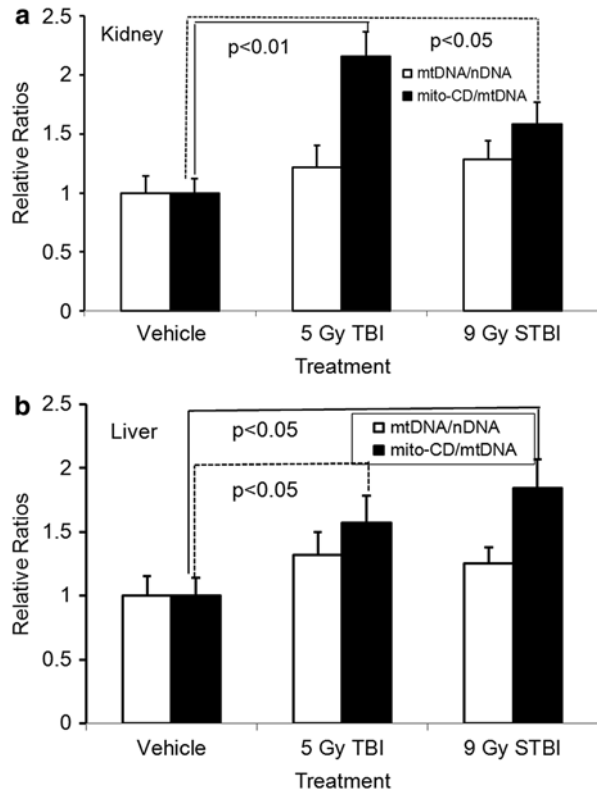 a
Kidney
2.5
2
1.5
1
0.5
0
Relative Ratios
p<0.01
p<0.05
mtDNA/nDNA
mito-CD/mtDNA
Vehicle
5 Gy TBI
9 Gy STBI
Treatment
b
Liver
2.5
2
1.5
1
0.5
0
Relative Ratios
p<0.05
p<0.05
mtDNA/nDNA
mito-CD/mtDNA
Vehicle
5 Gy TBI
9 Gy STBI
Treatment